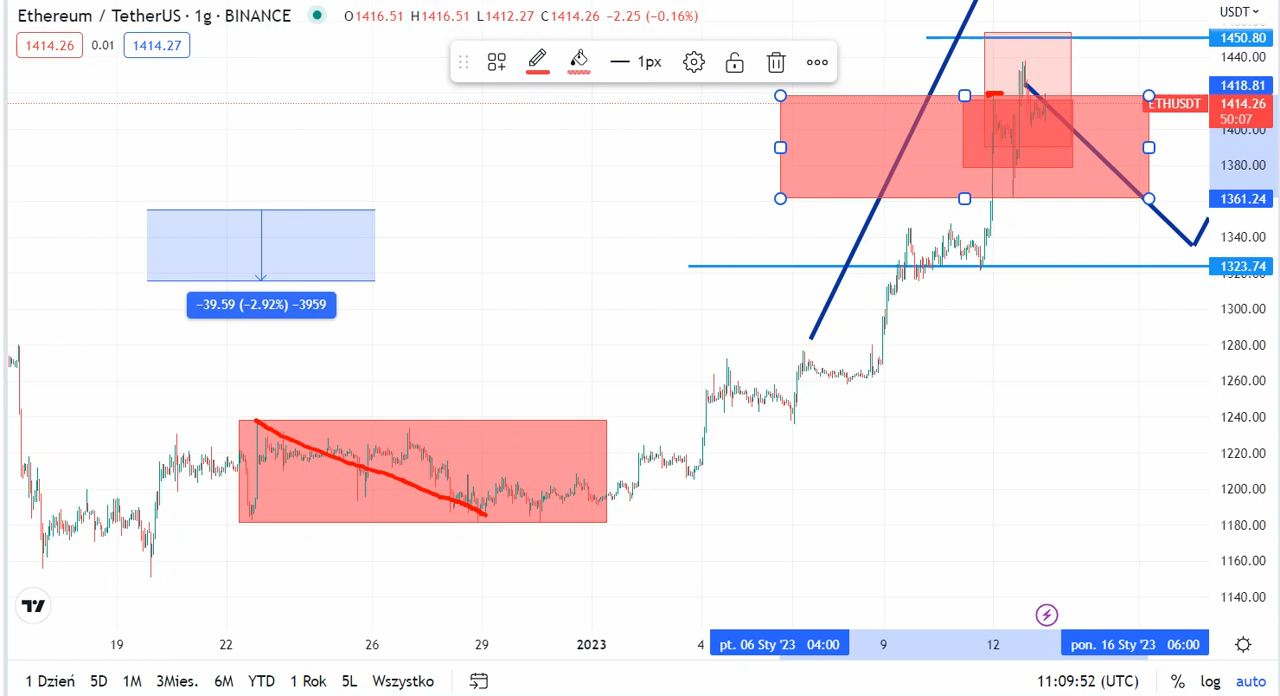 Ethereum / TetherUS · 1g · BINANCE O1416.51 H1416.51 L1412.27 C1414.26 −2.25 (−0.16%)
USDT
1414.26 0.01 1414.27
1px
1450.80
1440.00
1418.81
ETHUSDT 1414.26
50:07
1400.00
1380.00
1361.24
1340.00
1323.74
1300.00
1280.00
1260.00
1240.00
1220.00
1200.00
1180.00
1160.00
1140.00
−39.59 (−2.92%) −3959
19 22 26 29 2023 4 pt. 06 Sty '23 04:00 9 12 pon. 16 Sty '23 06:00
1 Dzień 5D 1M 3Mies. 6M YTD 1 Rok 5L Wszystko 11:09:52 (UTC) % log auto